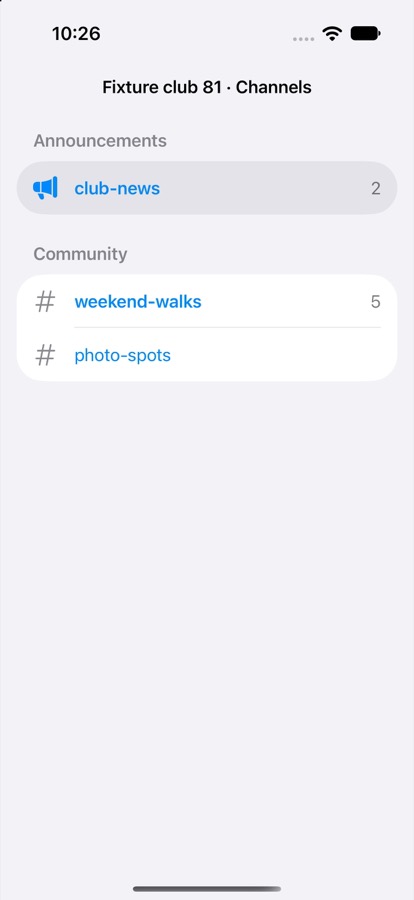 10:26
Fixture club 81 · Channels
Announcements
club-news 2
Community
# weekend-walks 5
# photo-spots